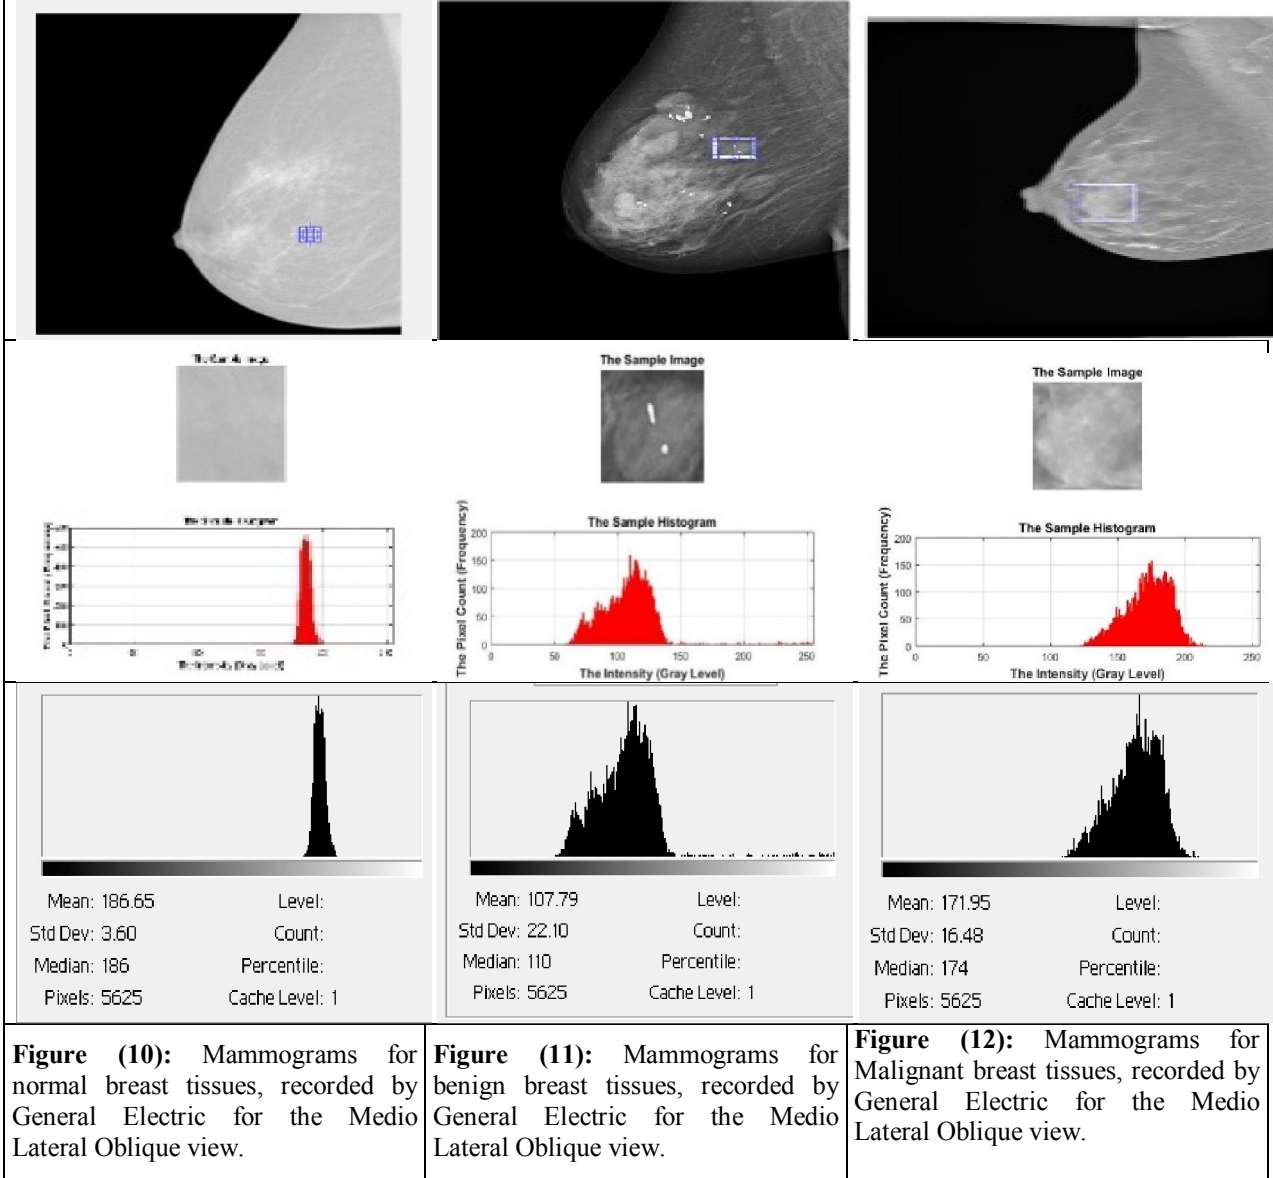 The Sample Image
The Sample Image
The Sample Histogram
The Pixel Count (Frequency)
200
150
100
50
0
0 50 100 150 200 250
The Intensity (Gray Level)
The Sample Histogram
The Pixel Count (Frequency)
200
150
100
50
0
0 50 100 150 200 250
The Intensity (Gray Level)
Mean: 186.65 Level:
Std Dev: 3.60 Count:
Median: 186 Percentile:
Pixels: 5625 Cache Level: 1
Mean: 107.79 Level:
Std Dev: 22.10 Count:
Median: 110 Percentile:
Pixels: 5625 Cache Level: 1
Mean: 171.95 Level:
Std Dev: 16.48 Count:
Median: 174 Percentile:
Pixels: 5625 Cache Level: 1
Figure (10): Mammograms for
normal breast tissues, recorded by
General Electric for the Medio
Lateral Oblique view.
Figure (11): Mammograms for
benign breast tissues, recorded by
General Electric for the Medio
Lateral Oblique view.
Figure (12): Mammograms for
Malignant breast tissues, recorded by
General Electric for the Medio
Lateral Oblique view.